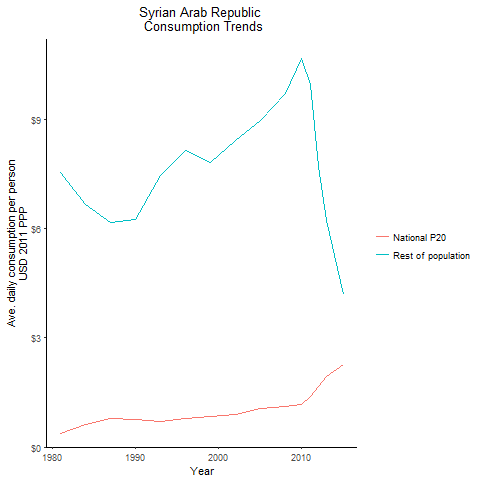 Syrian Arab Republic
Consumption Trends
Ave. daily consumption per person
USD 2011 PPP
$9
$6
$3
$0
1980
1990
2000
2010
Year
National P20
Rest of population